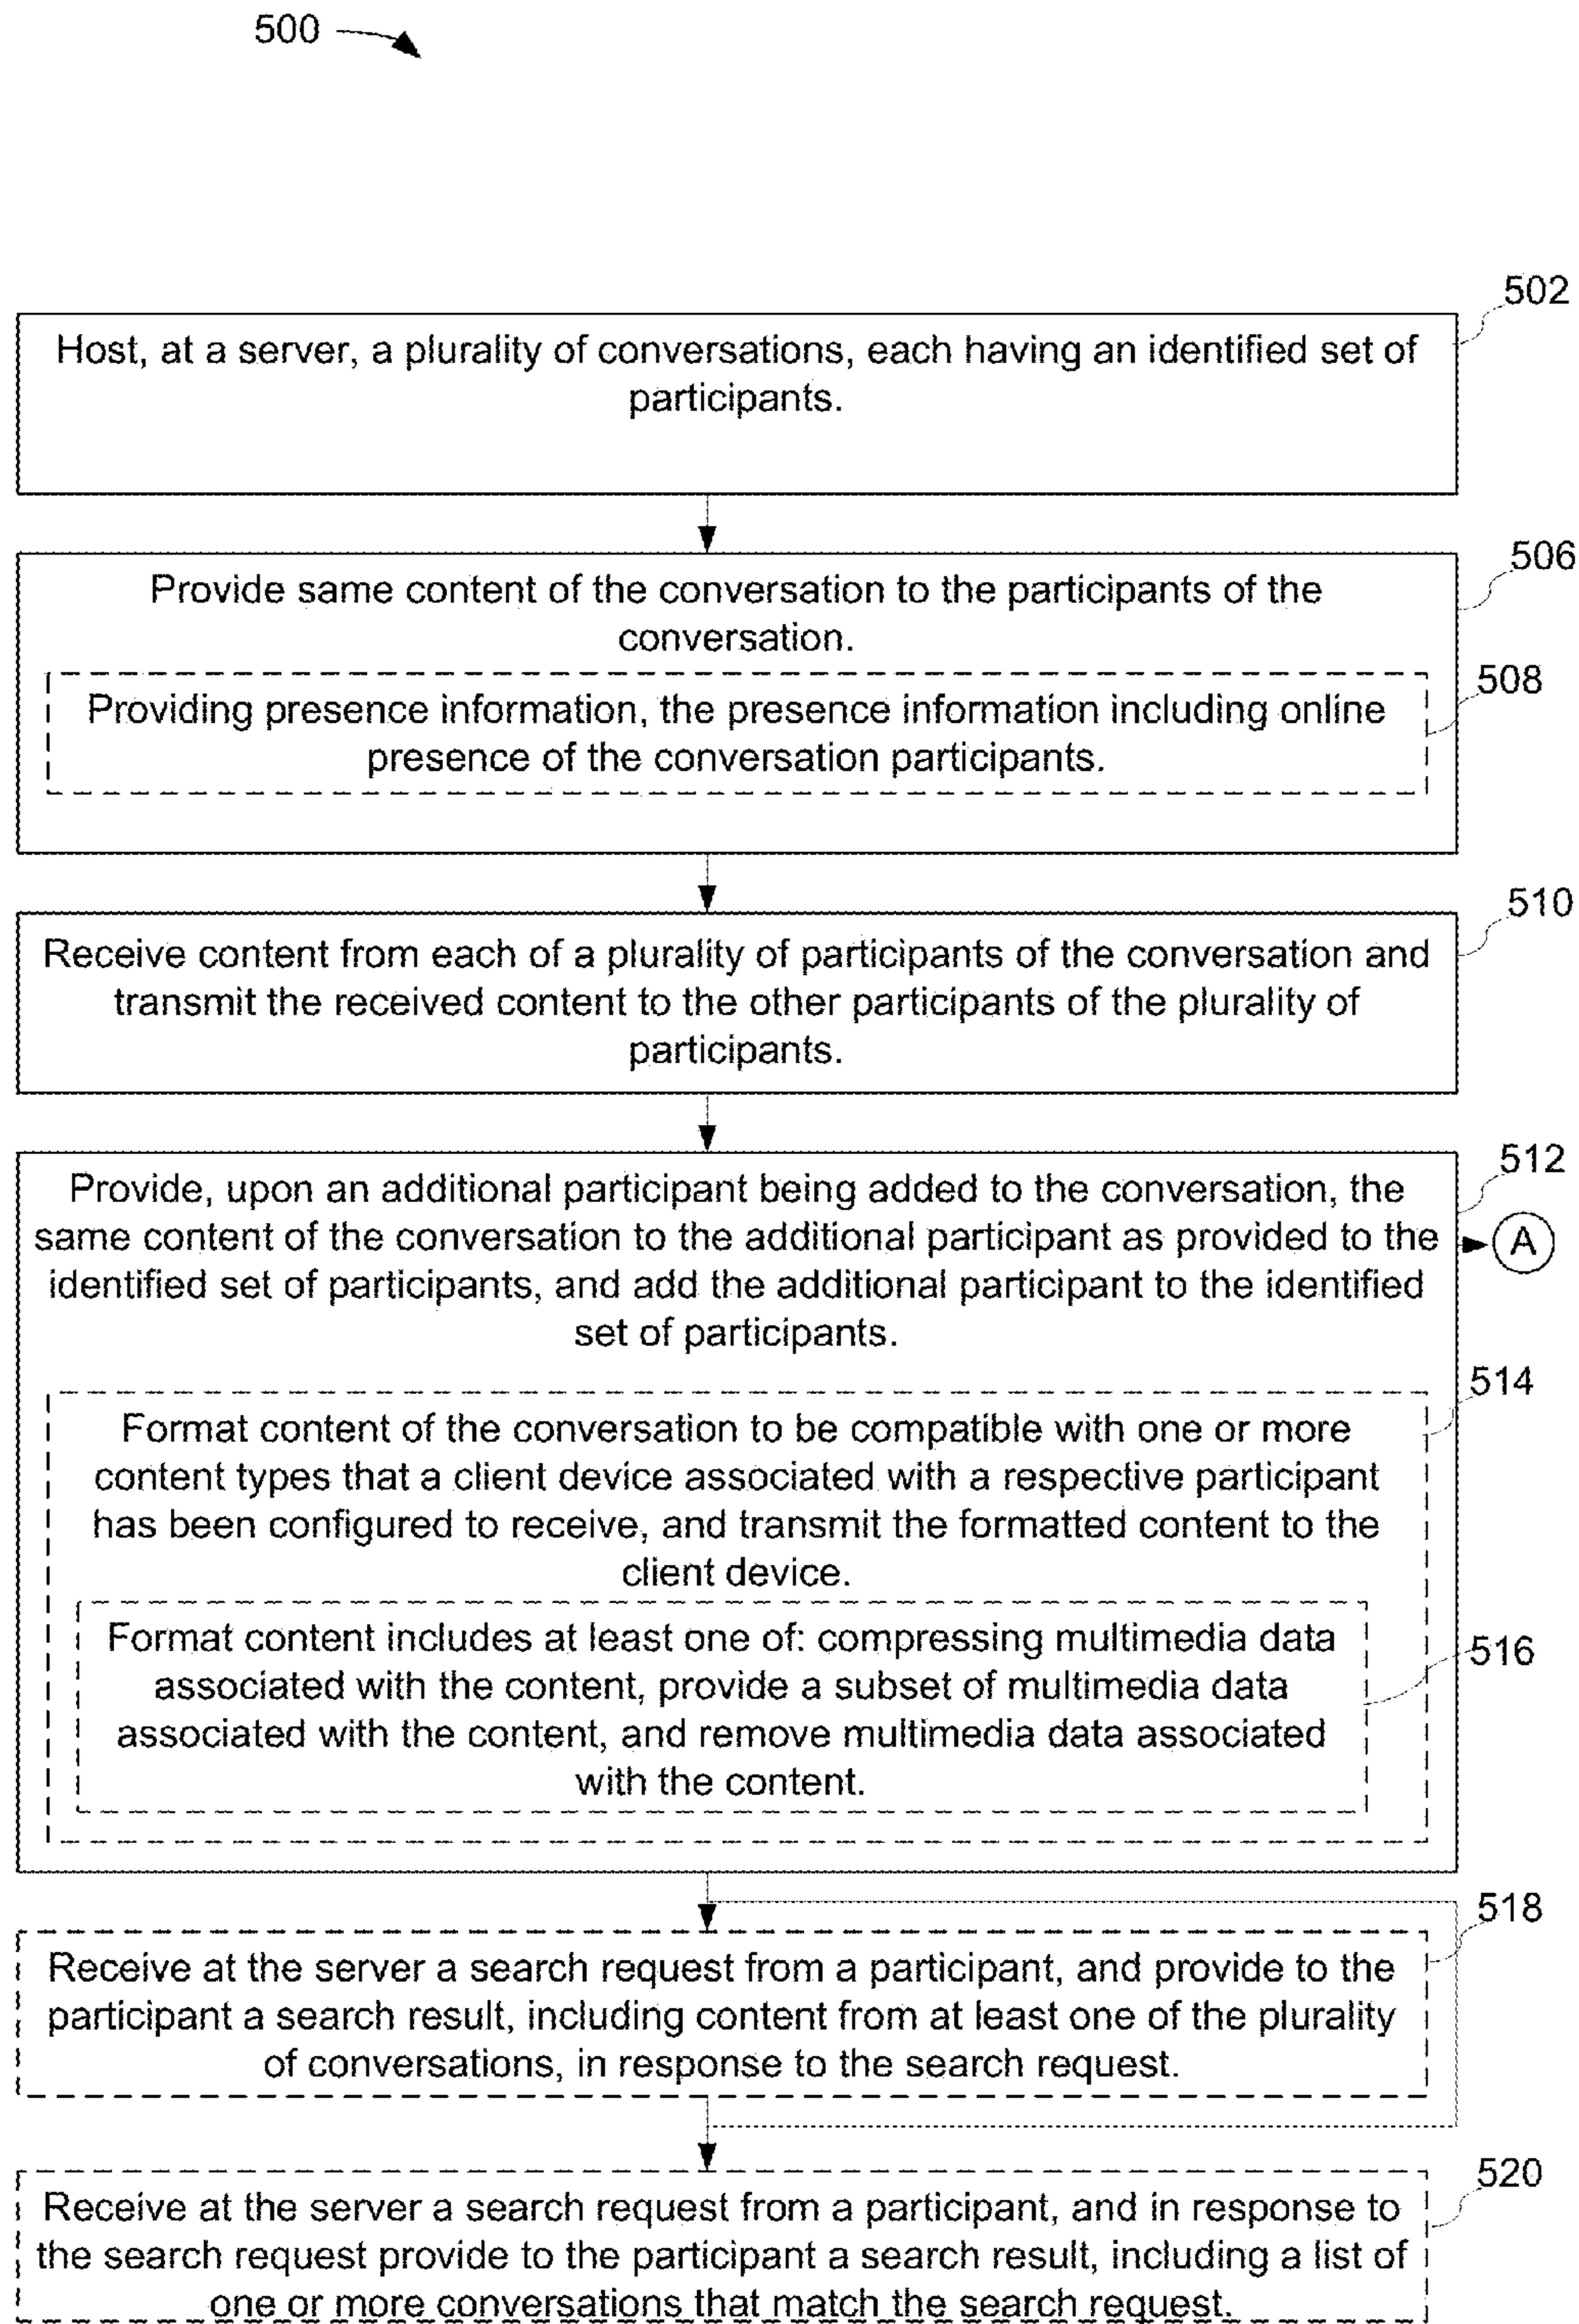 500
502
Host, at a server, a plurality of conversations, each having an identified set of
participants.
506
Provide same content of the conversation to the participants of the
conversation.
508
Providing presence information, the presence information including online
presence of the conversation participants.
510
Receive content from each of a plurality of participants of the conversation and
transmit the received content to the other participants of the plurality of
participants.
512
Provide, upon an additional participant being added to the conversation, the
same content of the conversation to the additional participant as provided to the
A
identified set of participants, and add the additional participant to the identified
set of participants.
514
Format content of the conversation to be compatible with one or more
content types that a client device associated with a respective participant
has been configured to receive, and transmit the formatted content to the
client device.
516
Format content includes at least one of: compressing multimedia data
associated with the content, provide a subset of multimedia data
associated with the content, and remove multimedia data associated
with the content.
518
Receive at the server a search request from a participant, and provide to the
participant a search result, including content from at least one of the plurality
of conversations, in response to the search request.
520
Receive at the server a search request from a participant, and in response to
the search request provide to the participant a search result, including a list of
one or more conversations that match the search request.